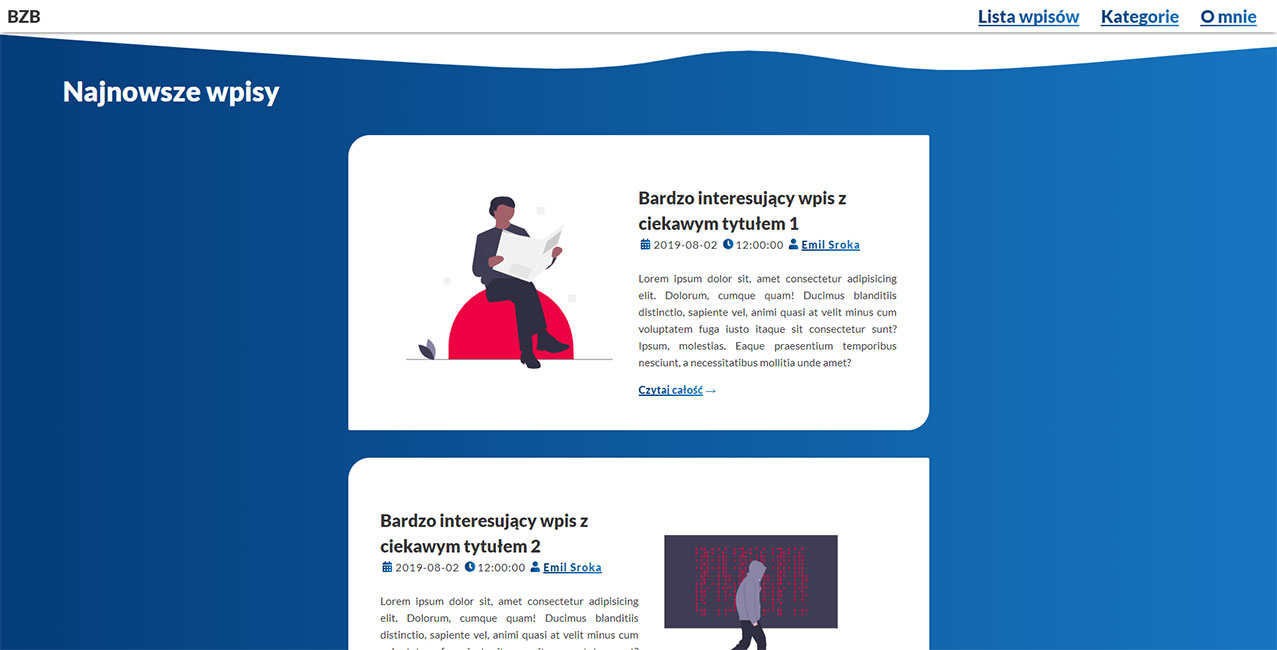 BZB
Lista wpisów Kategorie O mnie
Najnowsze wpisy
Bardzo interesujący wpis z
ciekawym tytułem 1
2019-08-02 12:00:00 Emil Sroka
Lorem ipsum dolor sit, amet consectetur adipisicing
elit. Dolorum, cumque quam! Ducimus blanditiis
distinctio, sapiente vel, animi quasi at velit minus cum
voluptatem fuga iusto itaque sit consectetur sunt?
Ipsum, molestias. Eaque praesentium temporibus
nesciunt, a necessitatibus mollitia unde amet?
Czytaj całość →
Bardzo interesujący wpis z
ciekawym tytułem 2
2019-08-02 12:00:00 Emil Sroka
Lorem ipsum dolor sit, amet consectetur adipisicing
elit. Dolorum, cumque quam! Ducimus blanditiis
distinctio, sapiente vel, animi quasi at velit minus cum